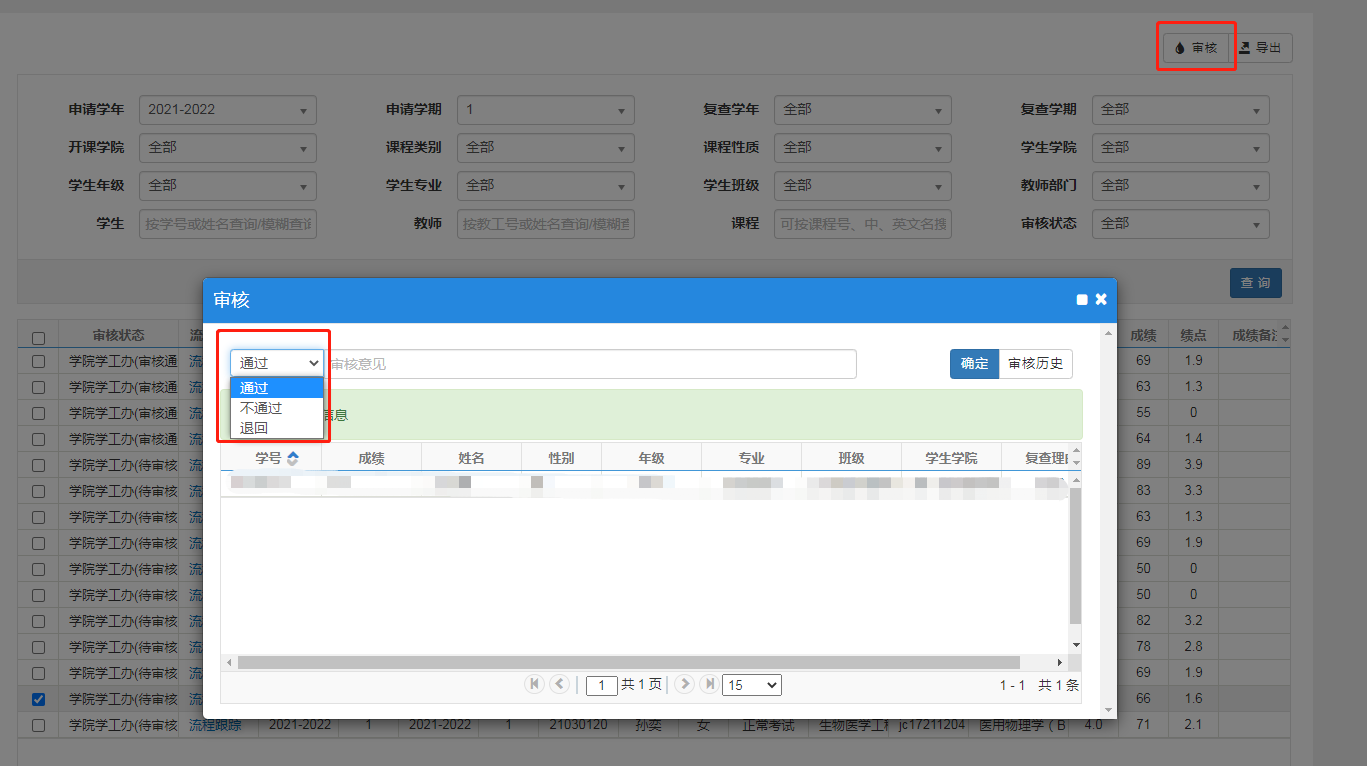 审核 导出
申请学年 2021-2022 申请学期 1 复查学年 全部 复查学期 全部
开课学院 全部 课程类别 全部 课程性质 全部 学生学院 全部
学生年级 全部 学生专业 全部 学生班级 全部 教师部门 全部
学生 按学号或姓名查询/模糊查 教师 按教工号或姓名查询/模糊查 课程 可按课程号、中、英文名搜 审核状态 全部
查 询
审核
通过 审核意见 确定 审核历史
通过
不通过
退回
信息
学号 成绩 姓名 性别 年级 专业 班级 学生学院 复查理由
1 共 1 页 15 1 - 1 共 1 条
审核状态 流 成绩 绩点 成绩备注
学院学工办(审核通 流 69 1.9
学院学工办(审核通 流 63 1.3
学院学工办(审核通 流 55 0
学院学工办(审核通 流 64 1.4
学院学工办(待审核 流 89 3.9
学院学工办(待审核 流 83 3.3
学院学工办(待审核 流 63 1.3
学院学工办(待审核 流 69 1.9
学院学工办(待审核 流 50 0
学院学工办(待审核 流 50 0
学院学工办(待审核 流 82 3.2
学院学工办(待审核 流 78 2.8
学院学工办(待审核 流 69 1.9
学院学工办(待审核 流 66 1.6
学院学工办(待审核 流程跟踪 2021-2022 1 2021-2022 1 21030120 孙奕 女 正常考试 生物医学工程 jc17211204 医用物理学（B 4.0 71 2.1